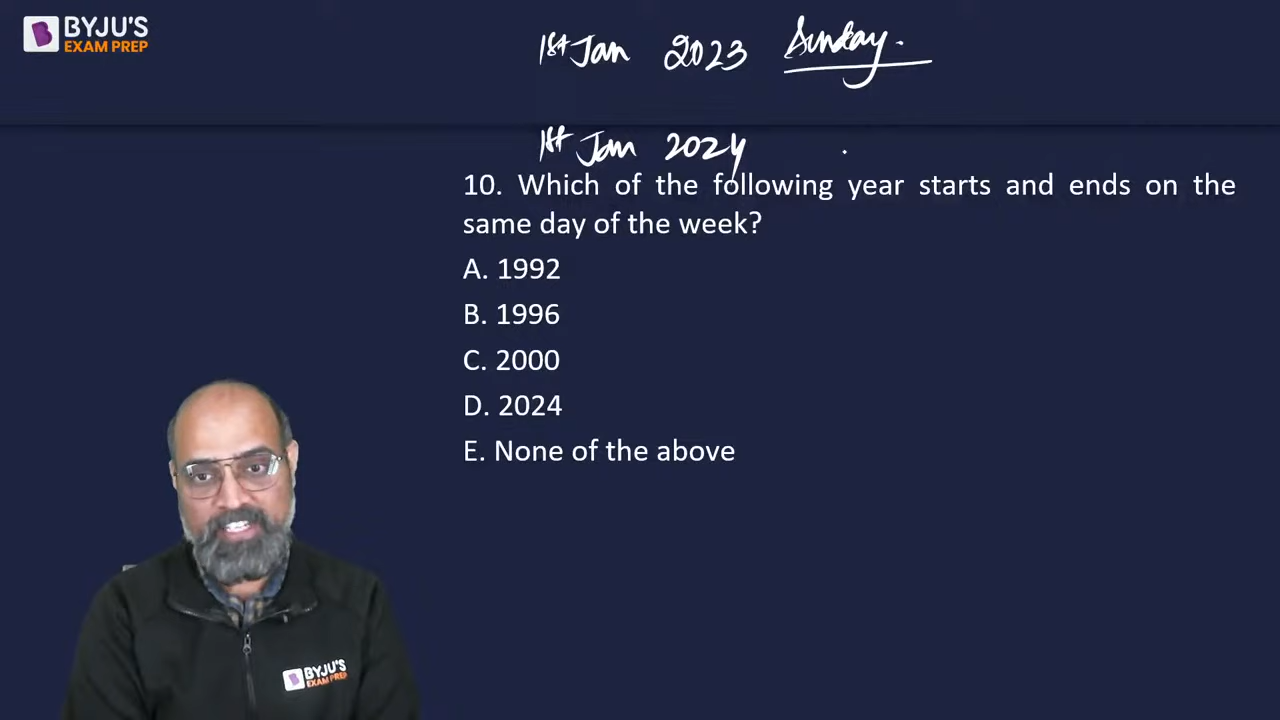 BYJU'S
EXAM PREP
1st Jan 2023 Sunday.
1st Jan 2024
10. Which of the following year starts and ends on the
same day of the week?
A. 1992
B. 1996
C. 2000
D. 2024
E. None of the above
BYJU'S
EXAM PREP